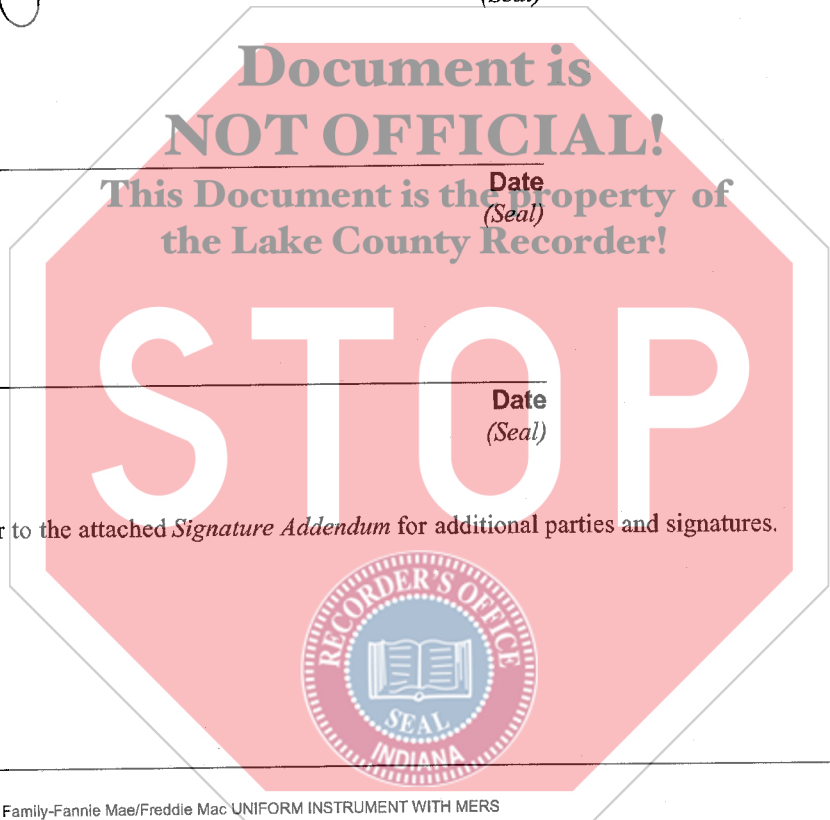 (Seal)
Document is
NOT OFFICIAL!
Date
This Document is the property of
(Seal)
the Lake County Recorder!
STOP
Date
(Seal)
r to the attached Signature Addendum for additional parties and signatures.
RECORDER'S OFFICE
SEAL
INDIANA
Family-Fannie Mae/Freddie Mac UNIFORM INSTRUMENT WITH MERS